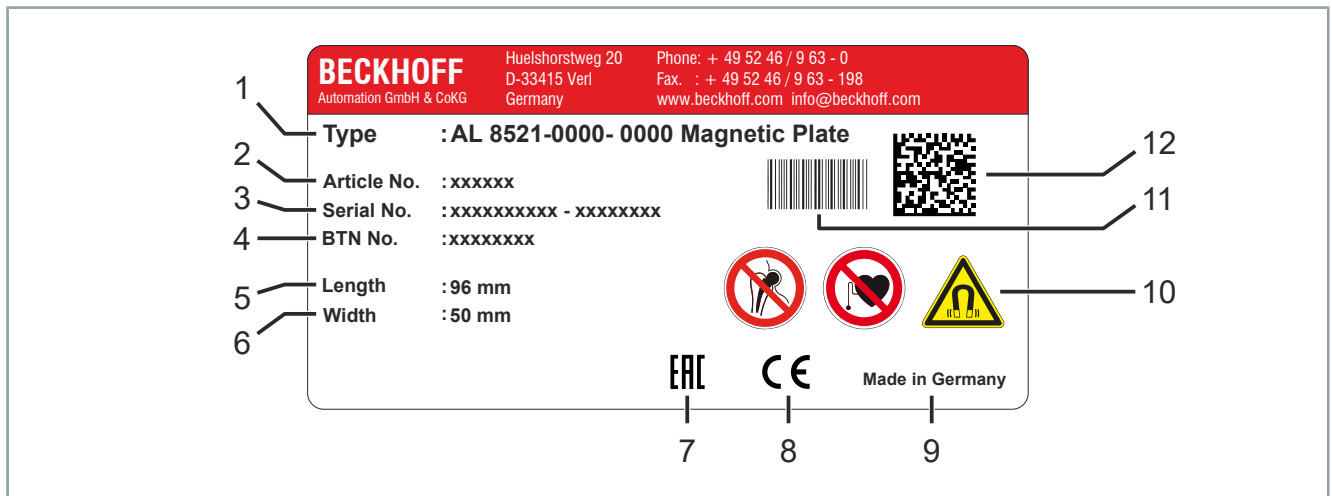 BECKHOFF
Automation GmbH & CoKG
Huelshorstweg 20
D-33415 Verl
Germany
Phone: + 49 52 46 / 9 63 - 0
Fax. : + 49 52 46 / 9 63 - 198
www.beckhoff.com info@beckhoff.com
1
Type :AL 8521-0000- 0000 Magnetic Plate
2
Article No. :xxxxxx
3
Serial No. :xxxxxxxxxx - xxxxxxxx
4
BTN No. :xxxxxxxx
5
Length :96 mm
6
Width :50 mm
12
11
10
EAC
CE
Made in Germany
7
8
9